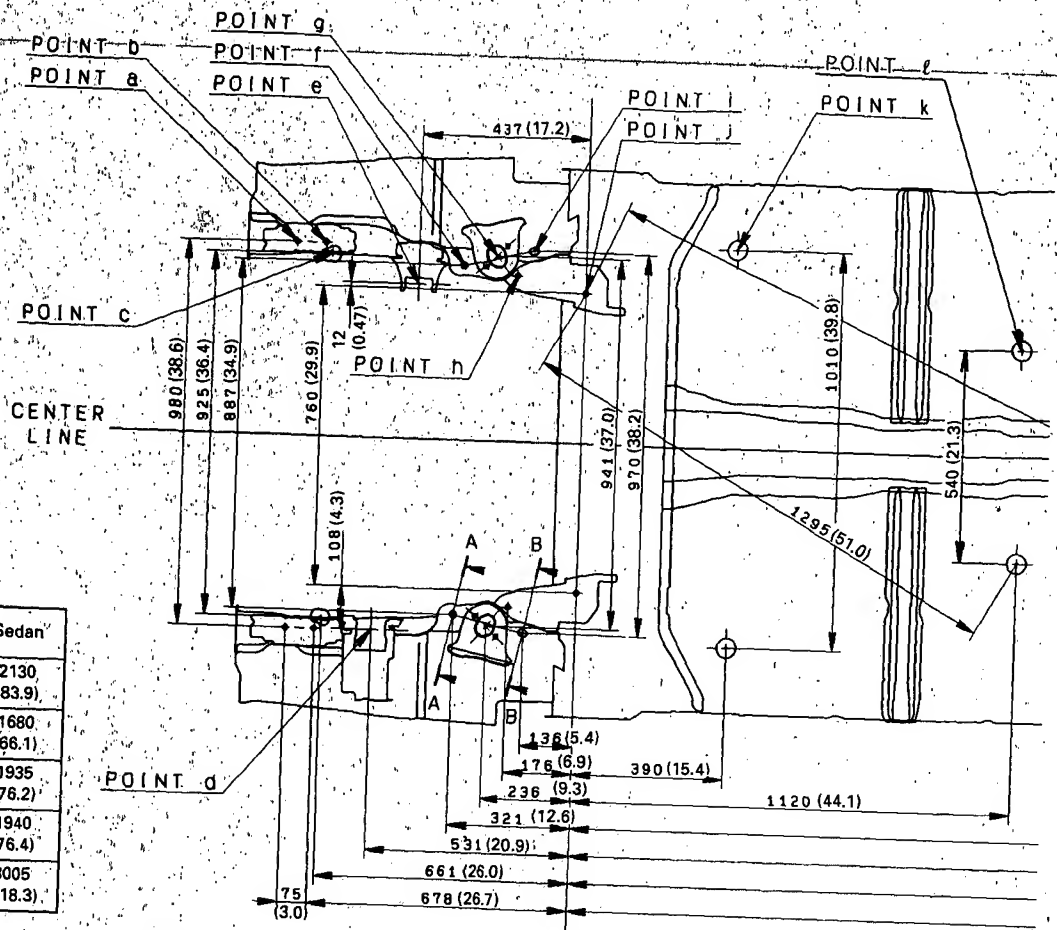 POINT g
POINT b
POINT f
POINT a
POINT e
POINT l
POINT i
POINT k
437 (17.2)
POINT j
POINT c
12
(0.47)
POINT h
980 (38.6)
925 (36.4)
887 (34.9)
760 (29.9)
1010 (39.8)
CENTER
LINE
941 (37.0)
970 (38.2)
540 (21.3)
108 (4.3)
1295 (51.0)
A
B
Sedan
2130
83.9)
1680
66.1)
1935
76.2)
1940
76.4)
3005
18.3)
A
B
POINT d
136 (5.4)
176 (6.9)
390 (15.4)
236 (9.3)
1120 (44.1)
321 (12.6)
531 (20.9)
661 (26.0)
75
(3.0)
678 (26.7)